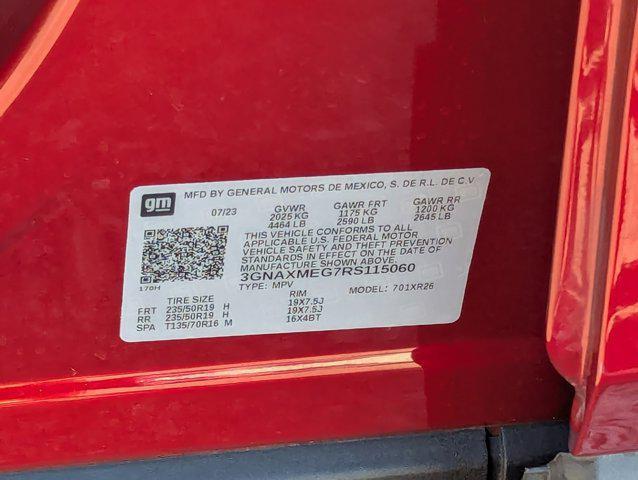 gm MFD BY GENERAL MOTORS DE MEXICO, S. DE R.L. DE C.V
07/23 GVWR GAWR FRT GAWR RR
2025 KG 1175 KG 1200 KG
4464 LB 2590 LB 2645 LB
THIS VEHICLE CONFORMS TO ALL
APPLICABLE U.S. FEDERAL MOTOR
VEHICLE SAFETY AND THEFT PREVENTION
STANDARDS IN EFFECT ON THE DATE OF
MANUFACTURE SHOWN ABOVE.
3GNAXMEG7RS115060
170H TYPE: MPV MODEL: 701XR26
TIRE SIZE RIM
FRT 235/50R19 H 19X7.5J
RR 235/50R19 H 19X7.5J
SPA T135/70R16 M 16X4BT